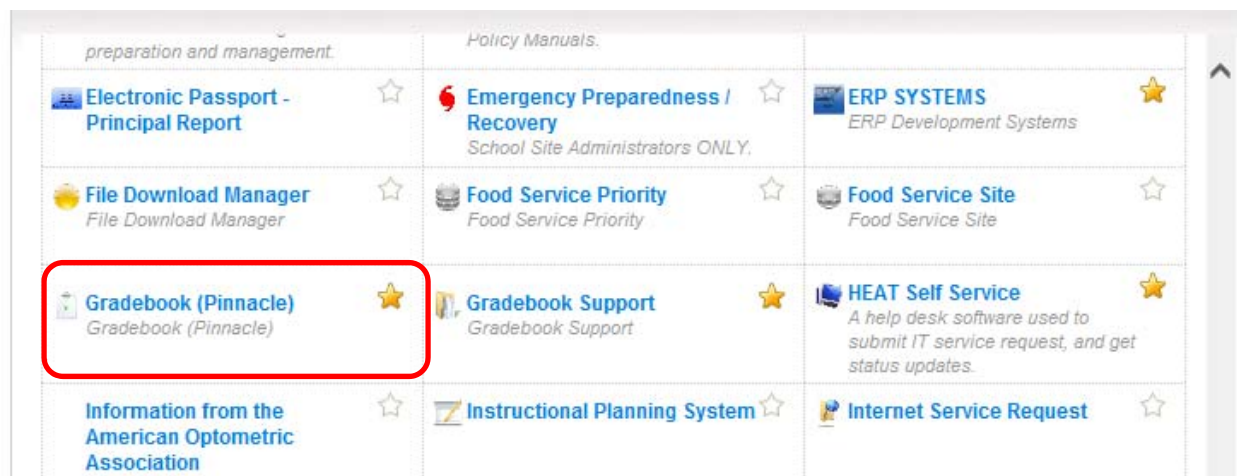 preparation and management.
Policy Manuals.
Electronic Passport -
Principal Report
Emergency Preparedness /
Recovery
School Site Administrators ONLY.
ERP SYSTEMS
ERP Development Systems
File Download Manager
File Download Manager
Food Service Priority
Food Service Priority
Food Service Site
Food Service Site
Gradebook (Pinnacle)
Gradebook (Pinnacle)
Gradebook Support
Gradebook Support
HEAT Self Service
A help desk software used to
submit IT service request, and get
status updates.
Information from the
American Optometric
Association
Instructional Planning System
Internet Service Request